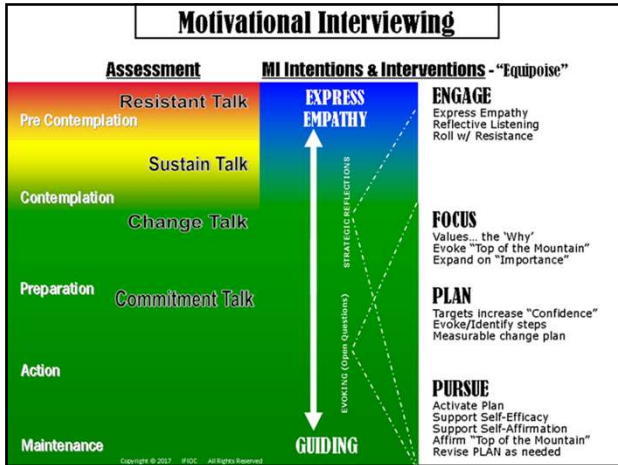 Motivational Interviewing
Assessment
MI Intentions & Interventions - “Equipoise”
Resistant Talk
Pre Contemplation
Sustain Talk
Contemplation
Change Talk
Preparation
Commitment Talk
Action
Maintenance
Copyright © 2017 IFIOC All Rights Reserved
EXPRESS
EMPATHY
STRATEGIC REFLECTIONS
EVOKING (Open Questions)
GUIDING
ENGAGE
Express Empathy
Reflective Listening
Roll w/ Resistance
FOCUS
Values... the ‘Why’
Evoke “Top of the Mountain”
Expand on “Importance”
PLAN
Targets increase “Confidence”
Evoke/Identify steps
Measurable change plan
PURSUE
Activate Plan
Support Self-Efficacy
Support Self-Affirmation
Affirm “Top of the Mountain”
Revise PLAN as needed